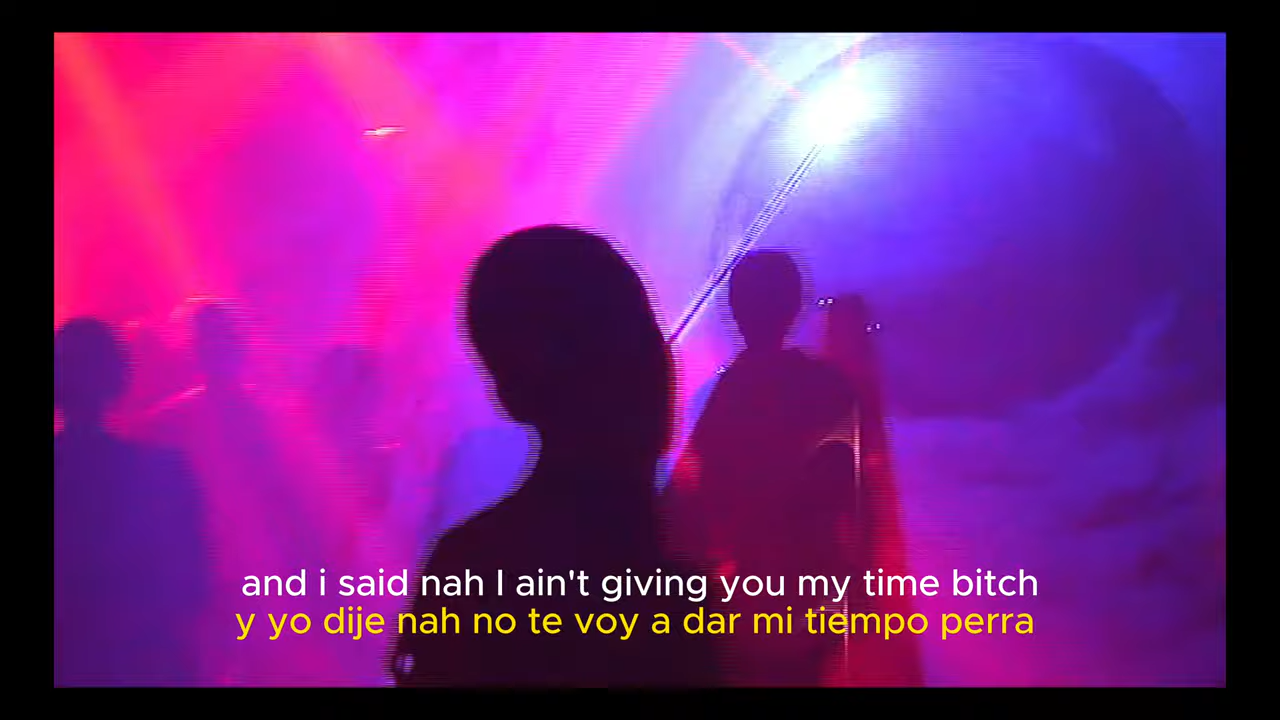 and i said nah I ain't giving you my time bitch
y yo dije nah no te voy a dar mi tiempo perra